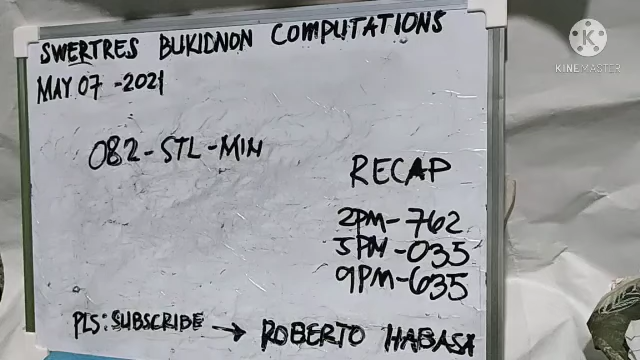 SWERTRES BUKIDNON COMPUTATIONS
MAY 07 -2021
082-STL-MIN
RECAP
2PM-762
5PM-035
9PM-635
PLS: SUBSCRIBE → ROBERTO HABASA
KINEMASTER